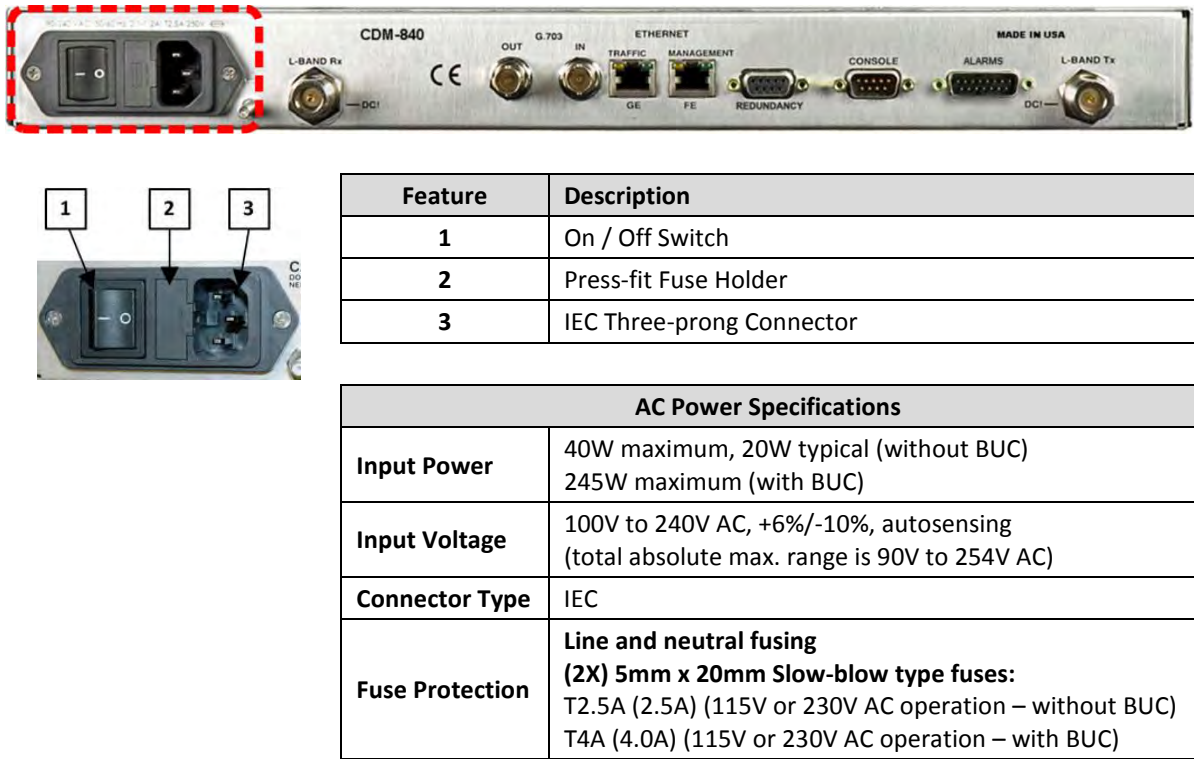 CDM-840
G.703
OUT
IN
ETHERNET
TRAFFIC
MANAGEMENT
GE
FE
REDUNDANCY
CONSOLE
ALARMS
MADE IN USA
L-BAND Rx
DC!
L-BAND Tx
DC!
1
2
3
Feature Description
1 On / Off Switch
2 Press-fit Fuse Holder
3 IEC Three-prong Connector
AC Power Specifications
Input Power
40W maximum, 20W typical (without BUC)
245W maximum (with BUC)
Input Voltage
100V to 240V AC, +6%/-10%, autosensing
(total absolute max. range is 90V to 254V AC)
Connector Type IEC
Fuse Protection
Line and neutral fusing
(2X) 5mm x 20mm Slow-blow type fuses:
T2.5A (2.5A) (115V or 230V AC operation – without BUC)
T4A (4.0A) (115V or 230V AC operation – with BUC)